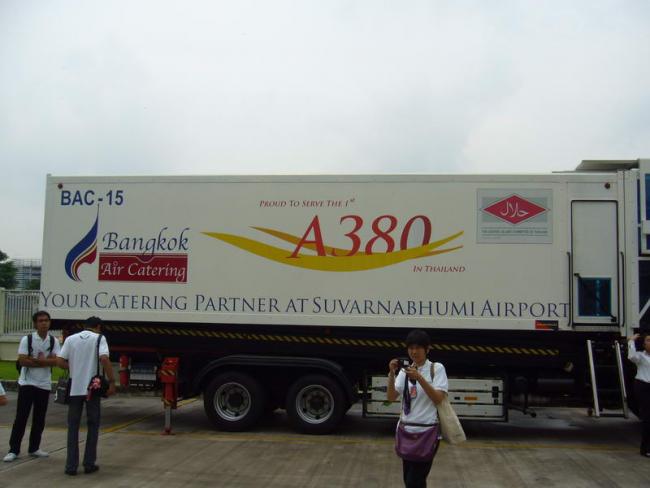 BAC-15
PROUD TO SERVE THE 1st
A380
IN THAILAND
Bangkok
Air Catering
حلال
YOUR CATERING PARTNER AT SUVARNABHUMI AIRPORT